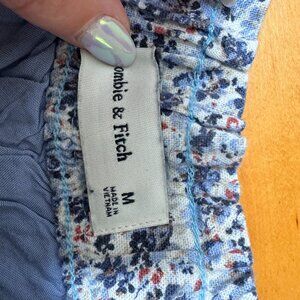 ombie & Fitch
M
MADE IN
VIETNAM